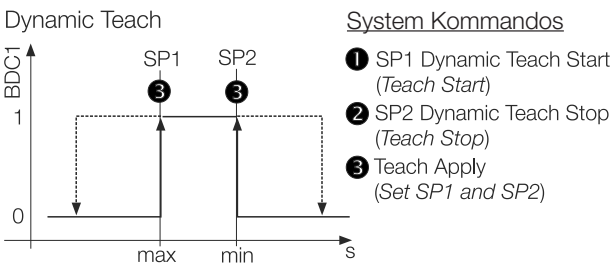 Dynamic Teach
BDC1
SP1 SP2
3 3
1
0
max min s
System Kommandos
1 SP1 Dynamic Teach Start
(Teach Start)
2 SP2 Dynamic Teach Stop
(Teach Stop)
3 Teach Apply
(Set SP1 and SP2)